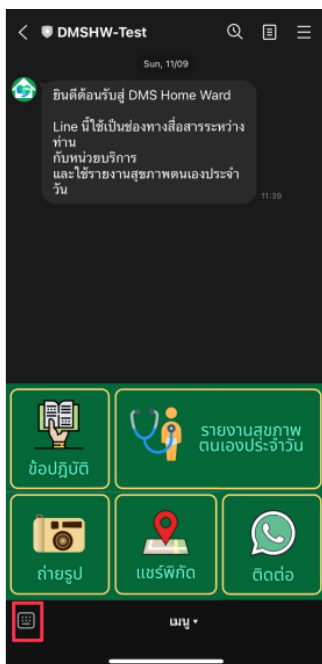 DMSHW-Test
Sun, 11/09
ยินดีต้อนรับสู่ DMS Home Ward
Line นี้ใช้เป็นช่องทางสื่อสารระหว่าง
ท่าน
กับหน่วยบริการ
และใช้รายงานสุขภาพตนเองประจำ
วัน
11:39
ข้อปฎิบัติ
รายงานสุขภาพ
ตนเองประจำวัน
ถ่ายรูป
แชร์พิกัด
ติดต่อ
เมนู